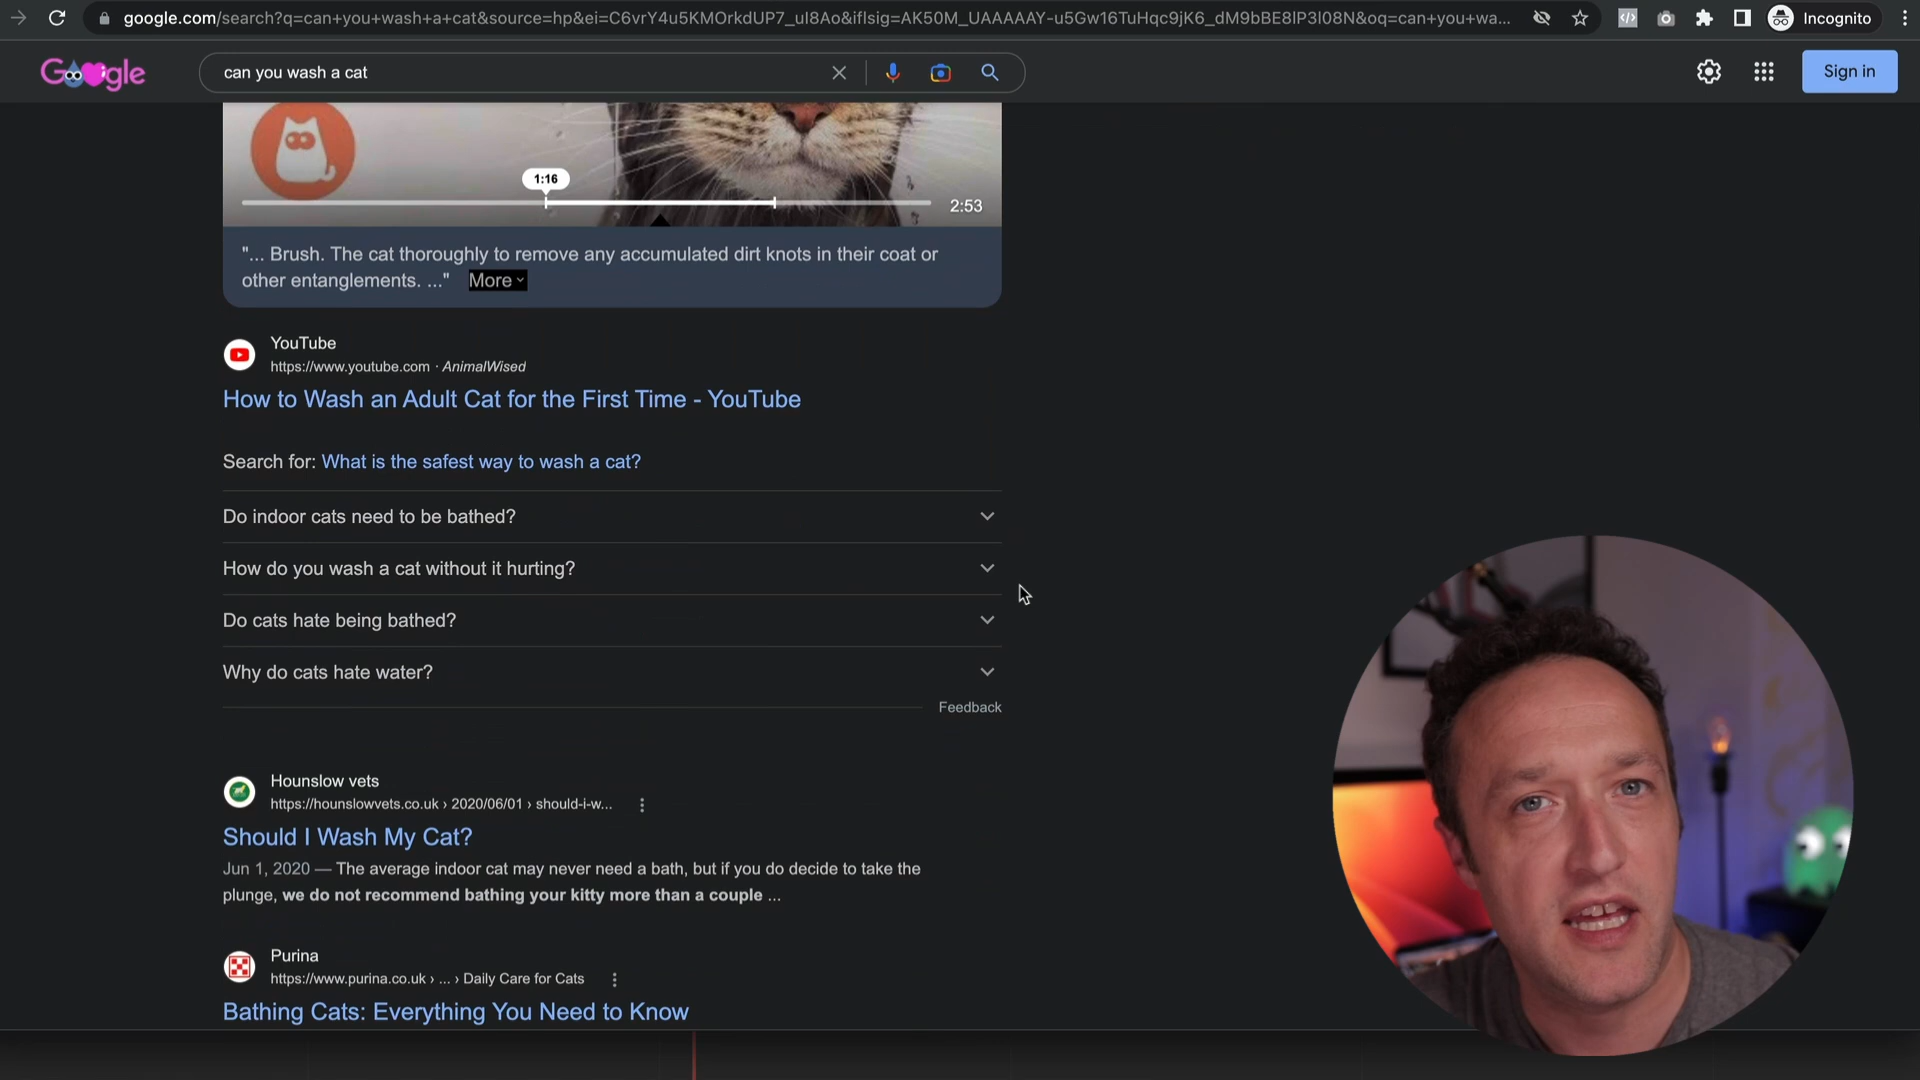 google.com/search?q=can+you+wash+a+cat&source=hp&ei=C6vrY4u5KMOrkdUP7_uI8Ao&iflsig=AK50M_UAAAAAY-u5Gw16TuHqc9jK6_dM9bBE8lP3l08N&oq=can+you+wa...
Incognito
Google
can you wash a cat
Sign in
1:16
2:53
"... Brush. The cat thoroughly to remove any accumulated dirt knots in their coat or
other entanglements. ..." More
YouTube
https://www.youtube.com · AnimalWised
How to Wash an Adult Cat for the First Time - YouTube
Search for: What is the safest way to wash a cat?
Do indoor cats need to be bathed?
How do you wash a cat without it hurting?
Do cats hate being bathed?
Why do cats hate water?
Feedback
Hounslow vets
https://hounslowvets.co.uk › 2020/06/01 › should-i-w...
Should I Wash My Cat?
Jun 1, 2020 — The average indoor cat may never need a bath, but if you do decide to take the
plunge, we do not recommend bathing your kitty more than a couple ...
Purina
https://www.purina.co.uk › ... › Daily Care for Cats
Bathing Cats: Everything You Need to Know